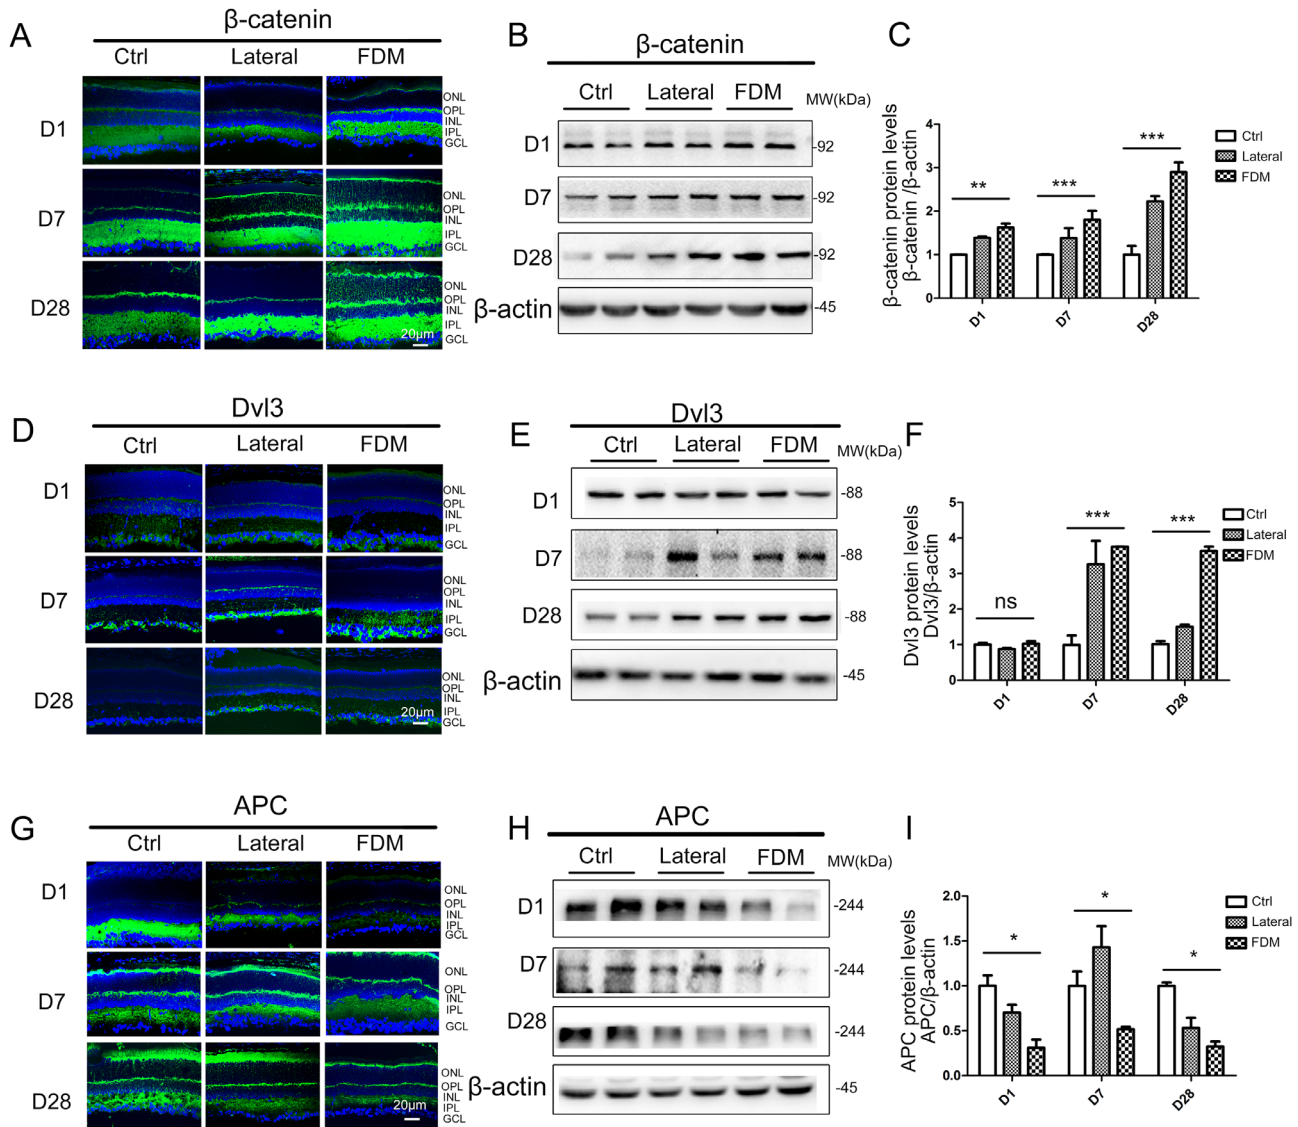 A
β-catenin
Ctrl Lateral FDM
D1
ONL
OPL
INL
IPL
GCL
D7
ONL
OPL
INL
IPL
GCL
D28
ONL
OPL
INL
IPL
GCL
20μm
B
β-catenin
Ctrl Lateral FDM
MW(kDa)
D1 -92
D7 -92
D28 -92
β-actin -45
C
β-catenin protein levels
β-catenin /β-actin
4
3
2
1
0
** *** ***
D1 D7 D28
Ctrl
Lateral
FDM
D
Dvl3
Ctrl Lateral FDM
D1
ONL
OPL
INL
IPL
GCL
D7
ONL
OPL
INL
IPL
GCL
D28
ONL
OPL
INL
IPL
GCL
20μm
E
Dvl3
Ctrl Lateral FDM
MW(kDa)
D1 -88
D7 -88
D28 -88
β-actin -45
F
Dvl3 protein levels
Dvl3/β-actin
5
4
3
2
1
0
ns *** ***
D1 D7 D28
Ctrl
Lateral
FDM
G
APC
Ctrl Lateral FDM
D1
ONL
OPL
INL
IPL
GCL
D7
ONL
OPL
INL
IPL
GCL
D28
ONL
OPL
INL
IPL
GCL
20μm
H
APC
Ctrl Lateral FDM
MW(kDa)
D1 -244
D7 -244
D28 -244
β-actin -45
I
APC protein levels
APC/β-actin
2.0
1.5
1.0
0.5
0.0
* * *
D1 D7 D28
Ctrl
Lateral
FDM